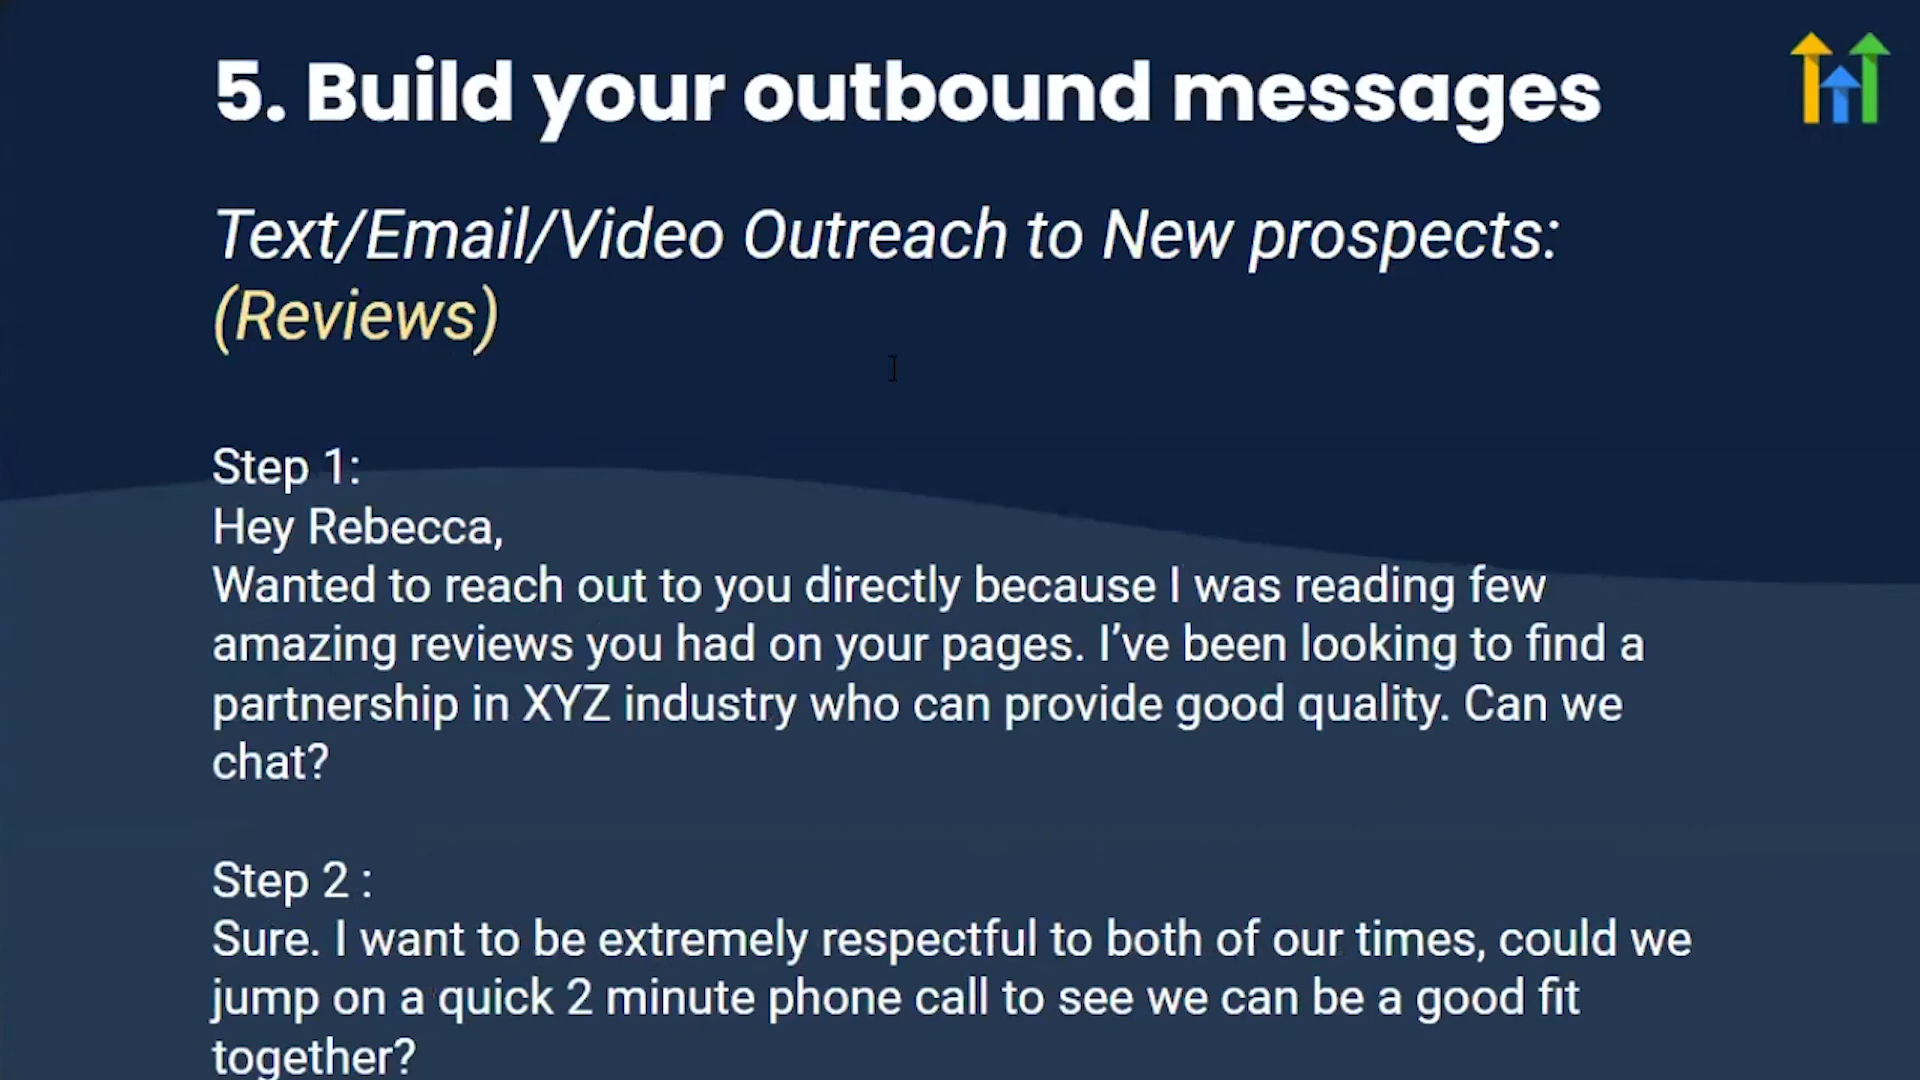 5. Build your outbound messages
Text/Email/Video Outreach to New prospects:
(Reviews)
Step 1:
Hey Rebecca,
Wanted to reach out to you directly because I was reading few
amazing reviews you had on your pages. I’ve been looking to find a
partnership in XYZ industry who can provide good quality. Can we
chat?
Step 2 :
Sure. I want to be extremely respectful to both of our times, could we
jump on a quick 2 minute phone call to see we can be a good fit
together?